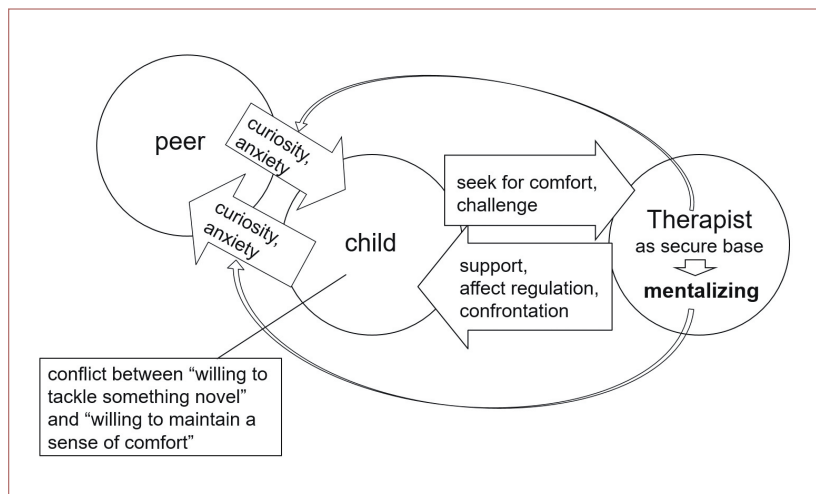 peer
curiosity,
anxiety
curiosity,
anxiety
child
seek for comfort,
challenge
support,
affect regulation,
confrontation
Therapist
as secure base
mentalizing
conflict between “willing to
tackle something novel”
and “willing to maintain a
sense of comfort”